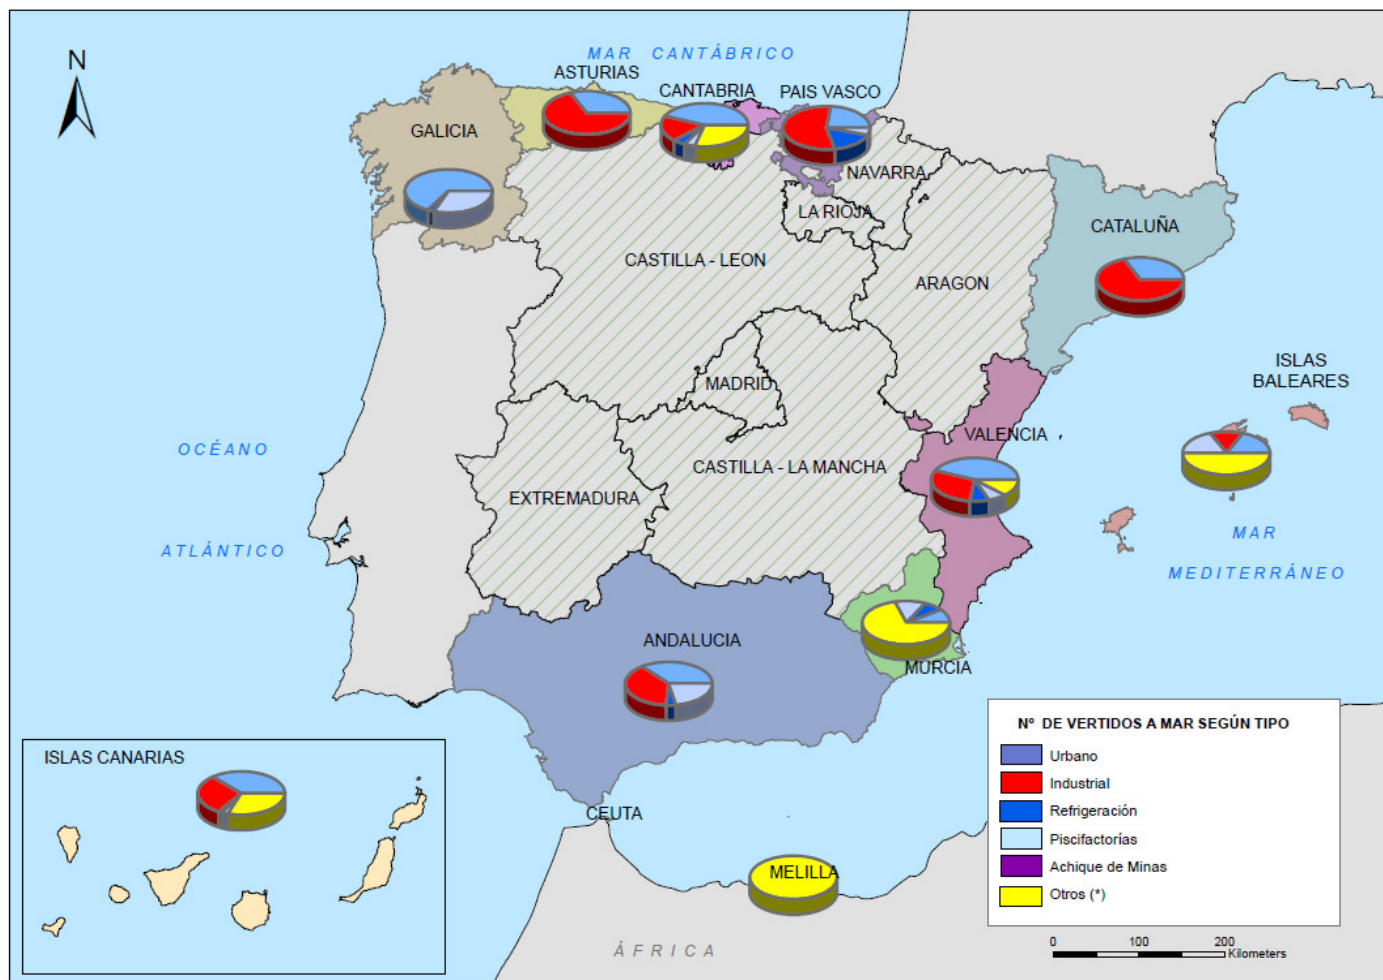 N
MAR CANTÁBRICO
ASTURIAS
CANTABRIA
PAIS VASCO
GALICIA
NAVARRA
LA RIOJA
CATALUÑA
CASTILLA - LEON
ARAGON
MADRID
ISLAS
BALEARES
OCÉANO
ATLÁNTICO
VALENCIA
CASTILLA - LA MANCHA
EXTREMADURA
MAR
MEDITERRÁNEO
ANDALUCIA
MURCIA
ISLAS CANARIAS
CEUTA
MELILLA
ÁFRICA
Nº DE VERTIDOS A MAR SEGÚN TIPO
Urbano
Industrial
Refrigeración
Piscifactorías
Achique de Minas
Otros (*)
0 100 200
Kilometers